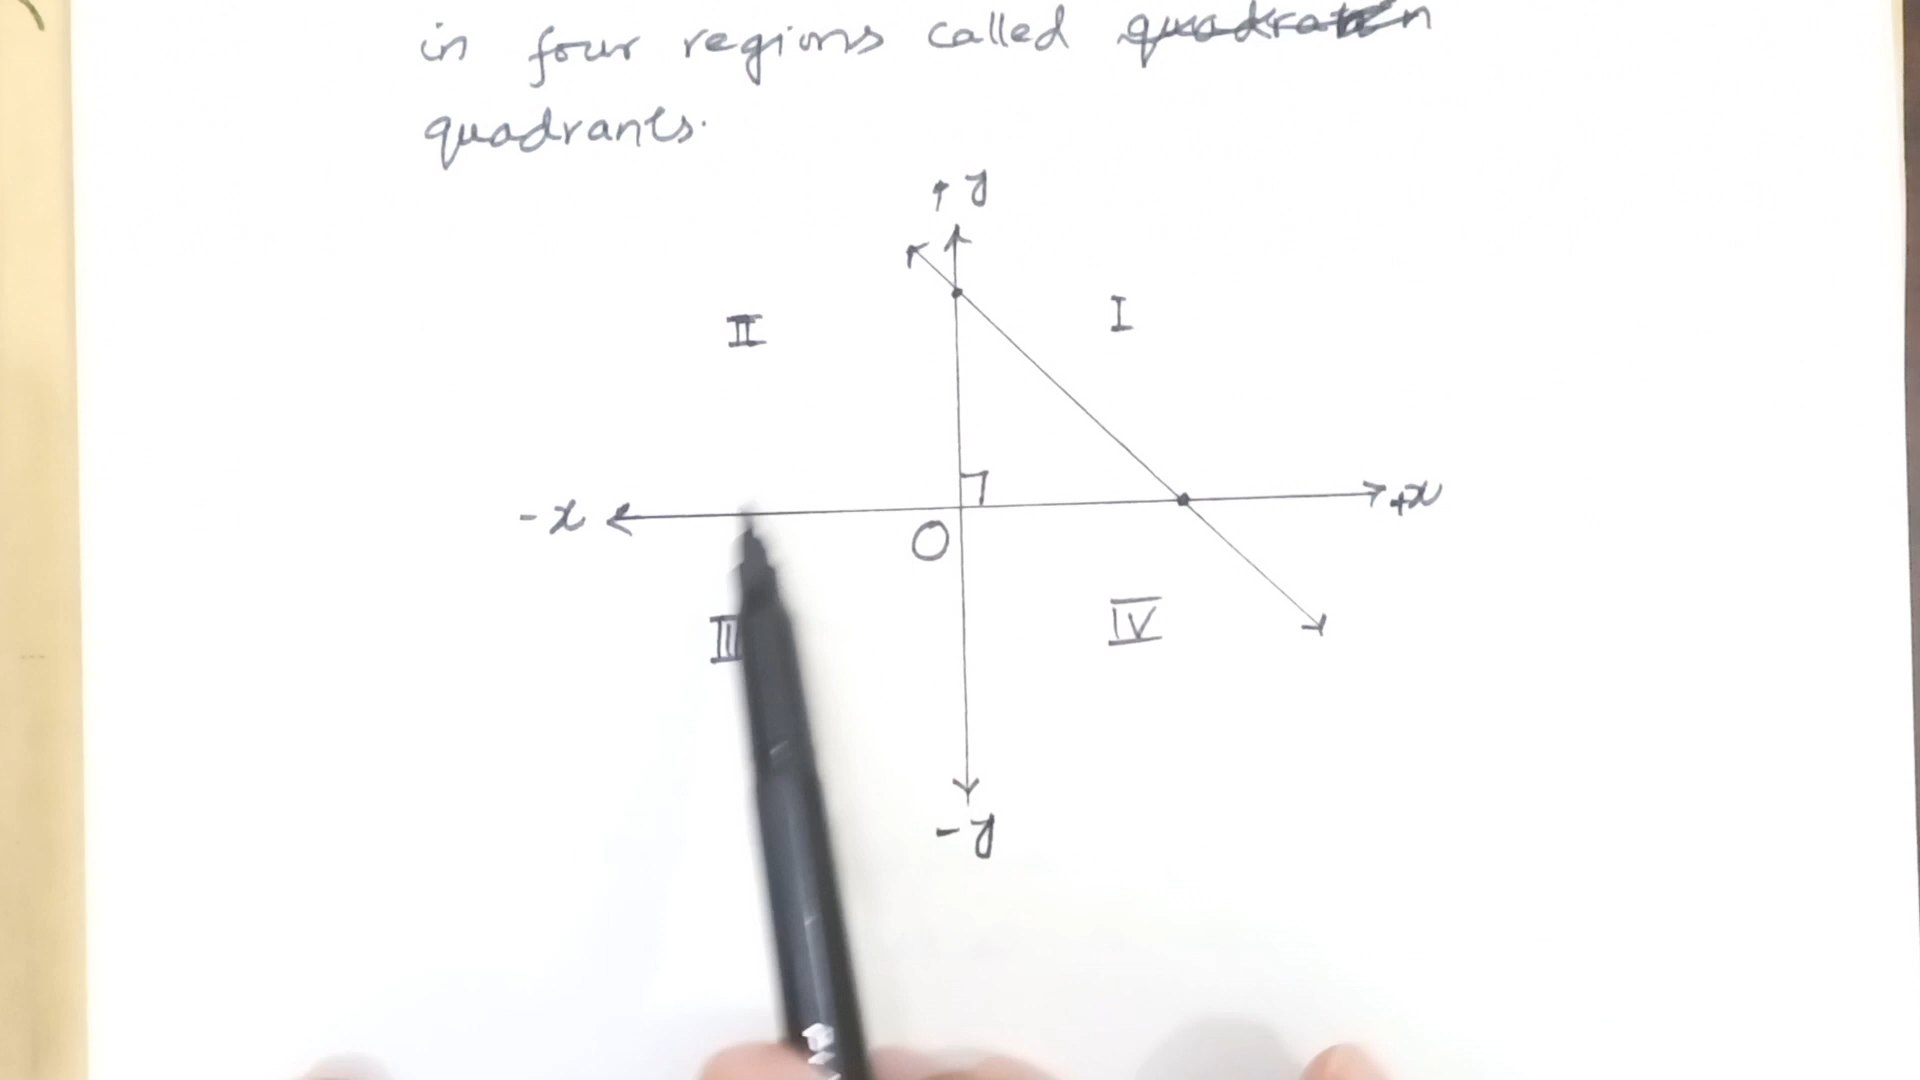 in four regions called
quadrants.
+y
I
II
-x
+x
O
III
IV
-y